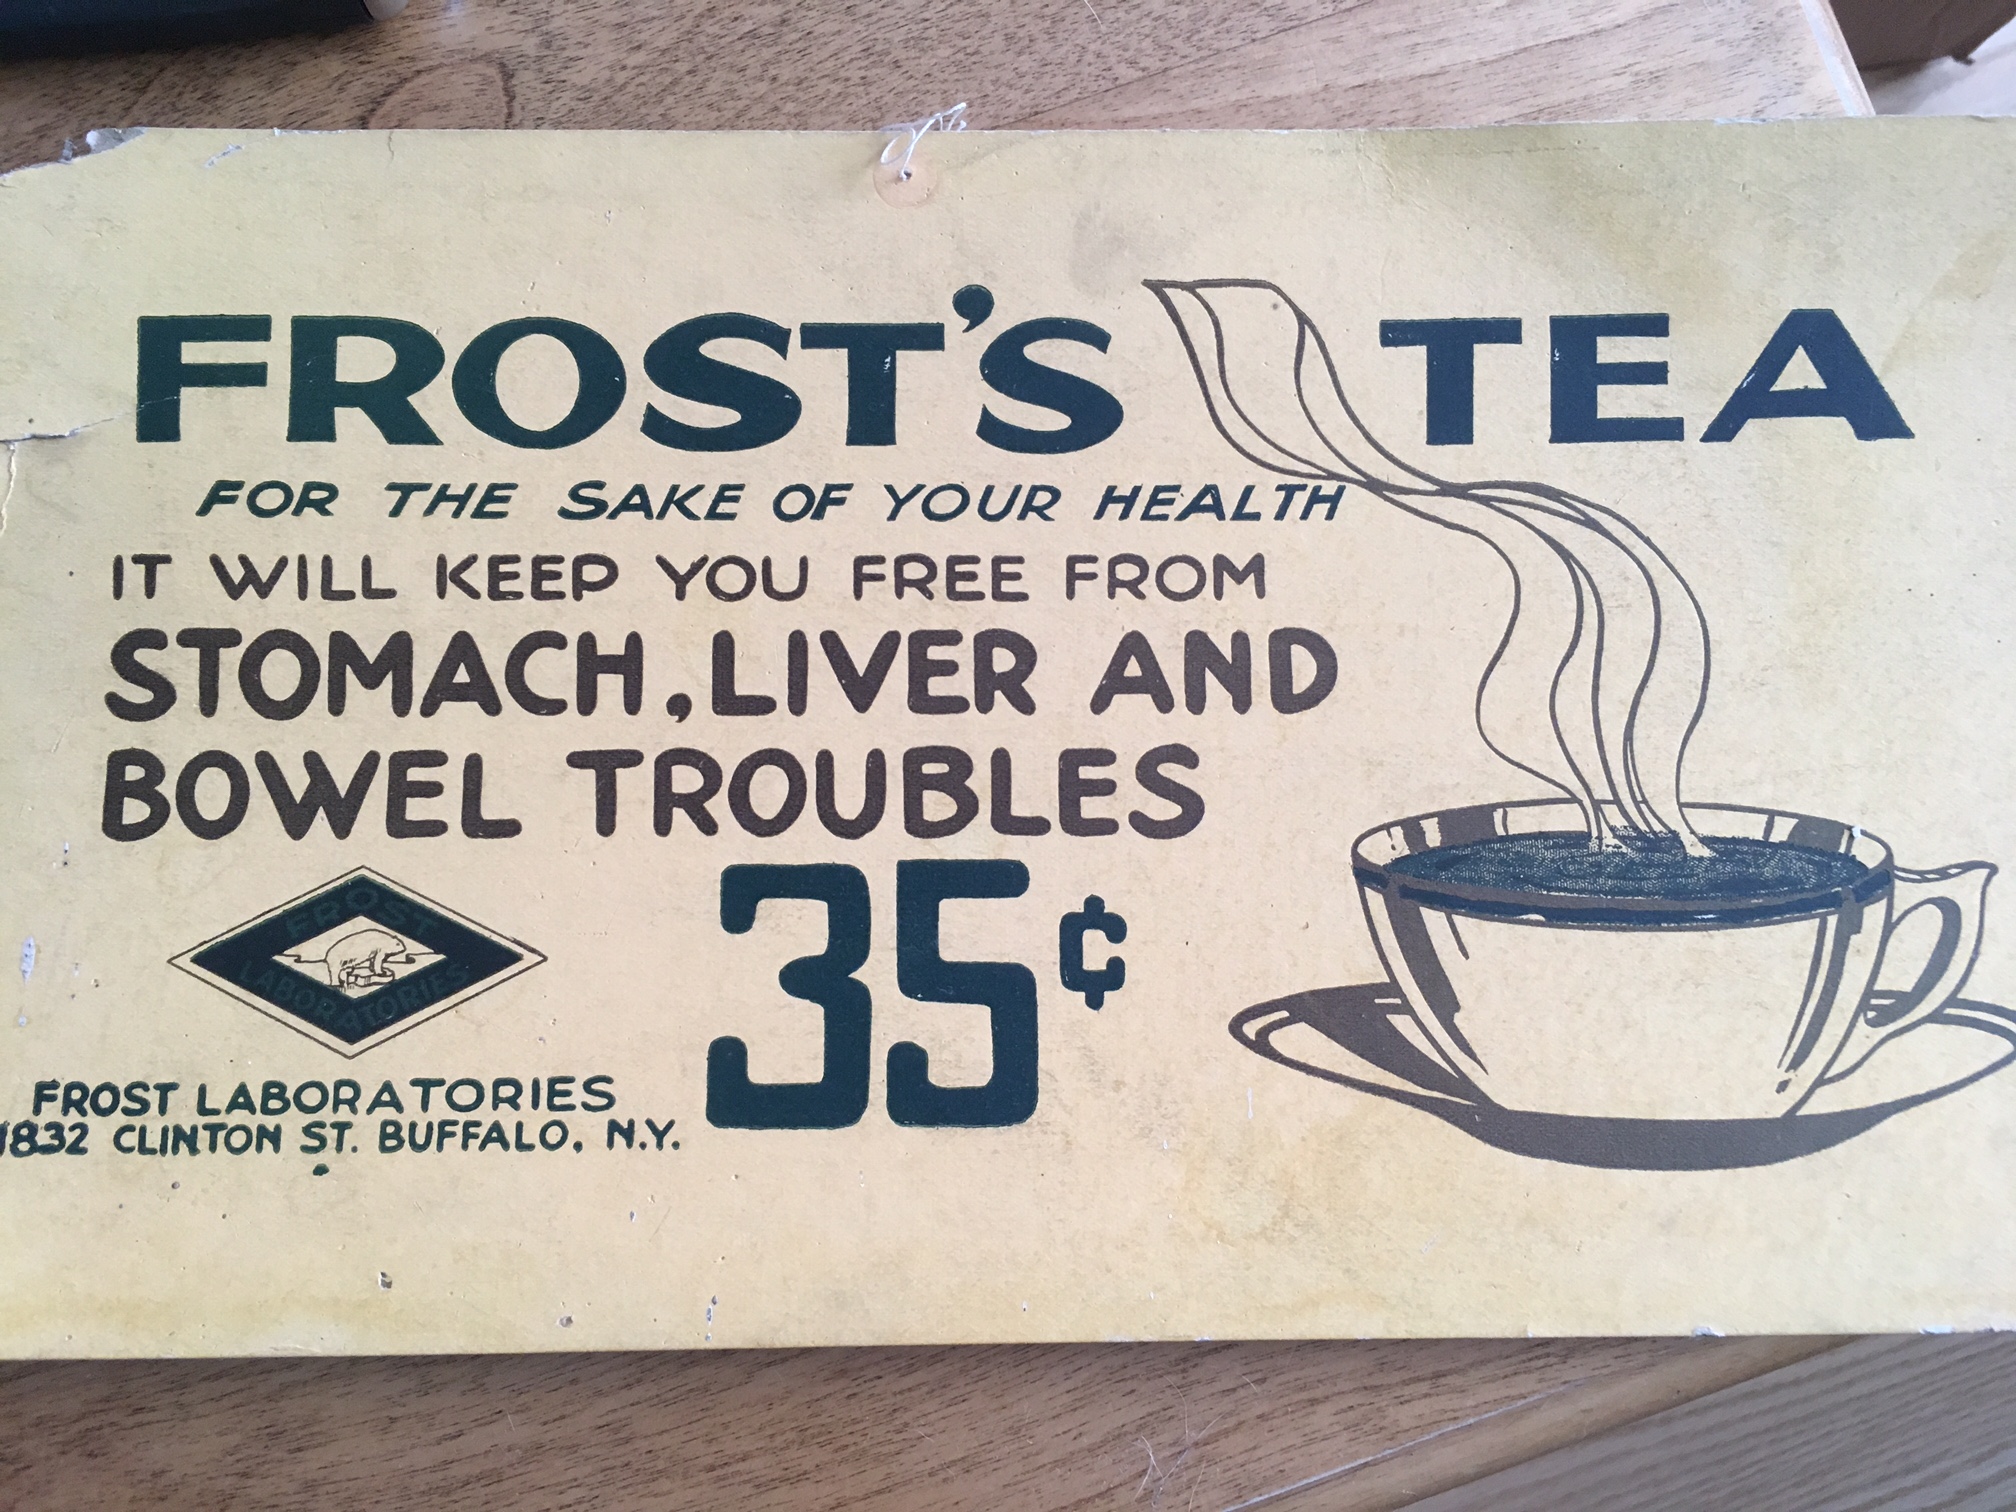 FROST'S TEA
FOR THE SAKE OF YOUR HEALTH
IT WILL KEEP YOU FREE FROM
STOMACH, LIVER AND
BOWEL TROUBLES
35¢
FROST
LABORATORIES
FROST LABORATORIES
1832 CLINTON ST. BUFFALO, N.Y.